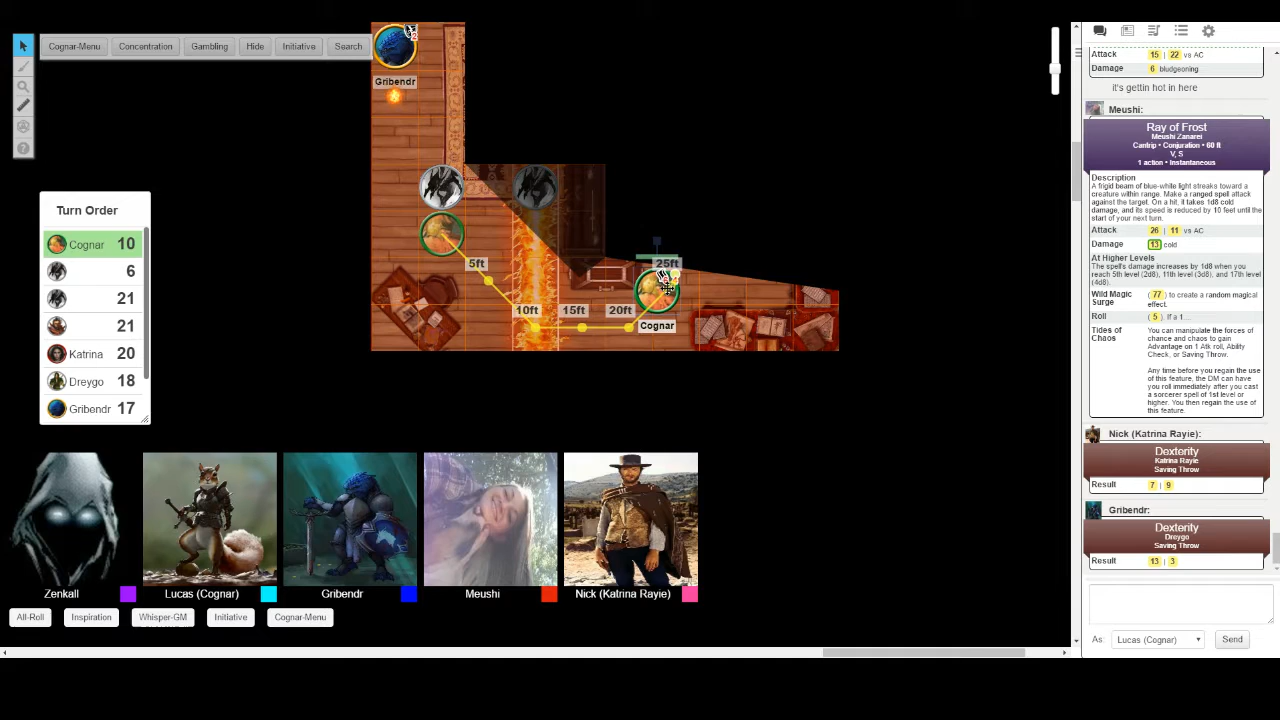 Cognar-Menu
Concentration
Gambling
Hide
Initiative
Search
2
Gribendr
Turn Order
Cognar 10
6
21
21
Katrina 20
Dreygo 18
Gribendr 17
5ft
10ft
15ft
20ft
25ft
Cognar
Zenkall
Lucas (Cognar)
Gribendr
Meushi
Nick (Katrina Rayie)
All-Roll
Inspiration
Whisper-GM
Initiative
Cognar-Menu
Attack 15 | 22 vs AC
Damage 6 bludgeoning
it's gettin hot in here
Meushi:
Ray of Frost
Meushi Zanarei
Cantrip • Conjuration • 60 ft
V, S
1 action • Instantaneous
Description
A frigid beam of blue-white light streaks toward a
creature within range. Make a ranged spell attack
against the target. On a hit, it takes 1d8 cold
damage, and its speed is reduced by 10 feet until the
start of your next turn.
Attack 26 | 11 vs AC
Damage 13 cold
At Higher Levels
The spell's damage increases by 1d8 when you
reach 5th level (2d8), 11th level (3d8), and 17th level
(4d8).
Wild Magic Surge ( 77 ) to create a random magical
effect.
Roll ( 5 ). If a 1...
Tides of Chaos You can manipulate the forces of
chance and chaos to gain
Advantage on 1 Atk roll, Ability
Check, or Saving Throw.
Any time before you regain the use
of this feature, the DM can have
you roll immediately after you cast
a sorcerer spell of 1st level or
higher. You then regain the use of
this feature.
Nick (Katrina Rayie):
Dexterity
Katrina Rayie
Saving Throw
Result 7 | 9
Gribendr:
Dexterity
Dreygo
Saving Throw
Result 13 | 3
As: Lucas (Cognar) Send